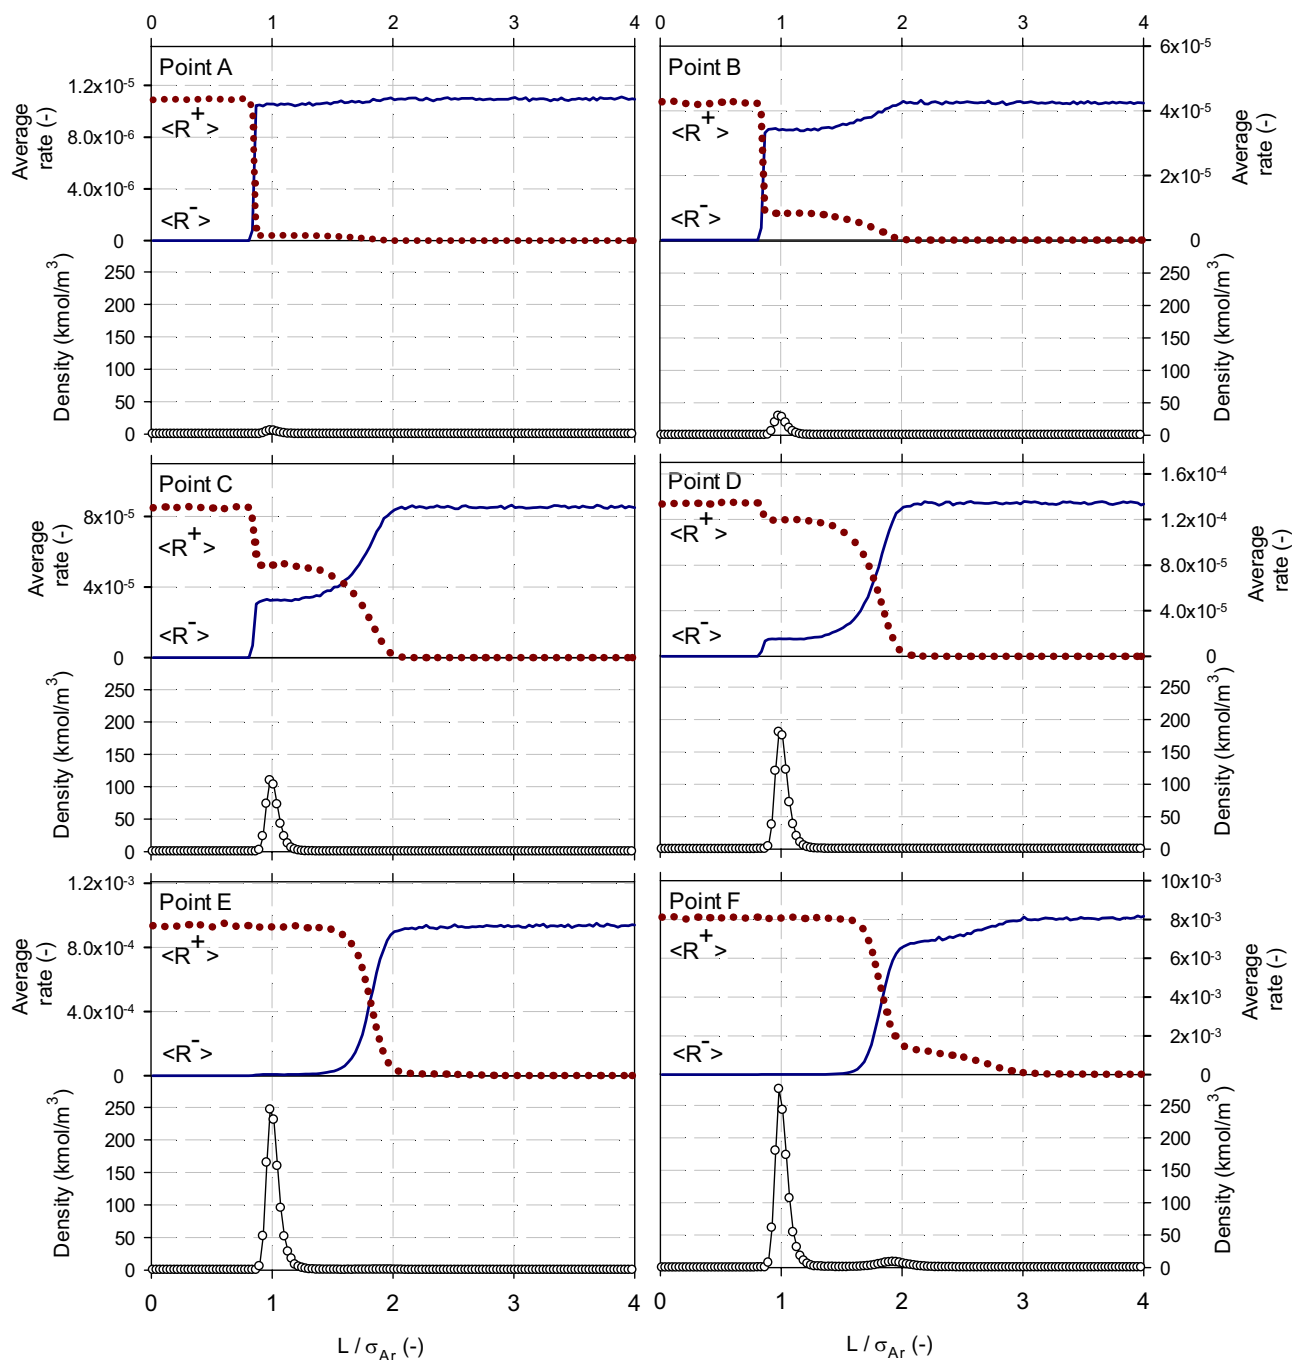 0 1 2 3 4 0 1 2 3 4
Point A
Average rate (-)
1.2x10-5
8.0x10-6
4.0x10-6
0
<R+>
<R->
Point B
6x10-5
4x10-5
2x10-5
0
Average rate (-)
<R+>
<R->
Density (kmol/m3)
250
200
150
100
50
0
250
200
150
100
50
0
Density (kmol/m3)
Point C
Average rate (-)
8x10-5
4x10-5
0
<R+>
<R->
Point D
1.6x10-4
1.2x10-4
8.0x10-5
4.0x10-5
0
Average rate (-)
<R+>
<R->
Density (kmol/m3)
250
200
150
100
50
0
250
200
150
100
50
0
Density (kmol/m3)
Point E
Average rate (-)
1.2x10-3
8.0x10-4
4.0x10-4
0
<R+>
<R->
Point F
10x10-3
8x10-3
6x10-3
4x10-3
2x10-3
0
Average rate (-)
<R+>
<R->
Density (kmol/m3)
250
200
150
100
50
0
250
200
150
100
50
0
Density (kmol/m3)
0 1 2 3 4 0 1 2 3 4
L / σAr (-)
L / σAr (-)